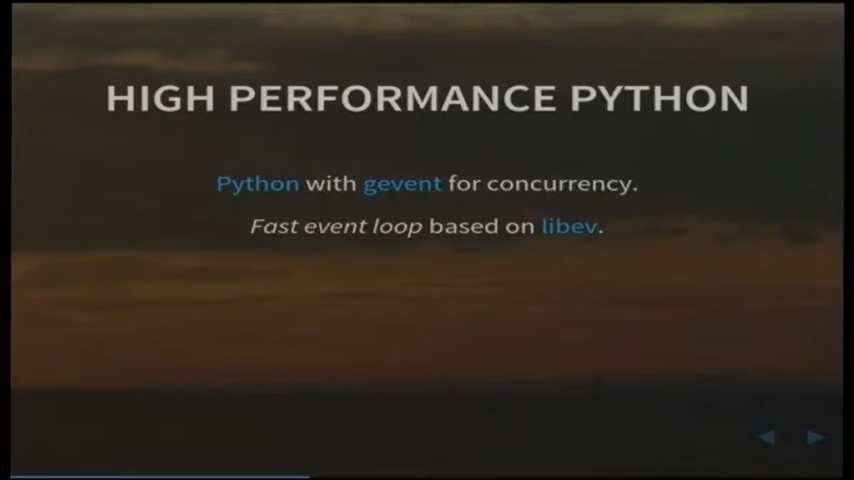 HIGH PERFORMANCE PYTHON
Python with gevent for concurrency.
Fast event loop based on libev.